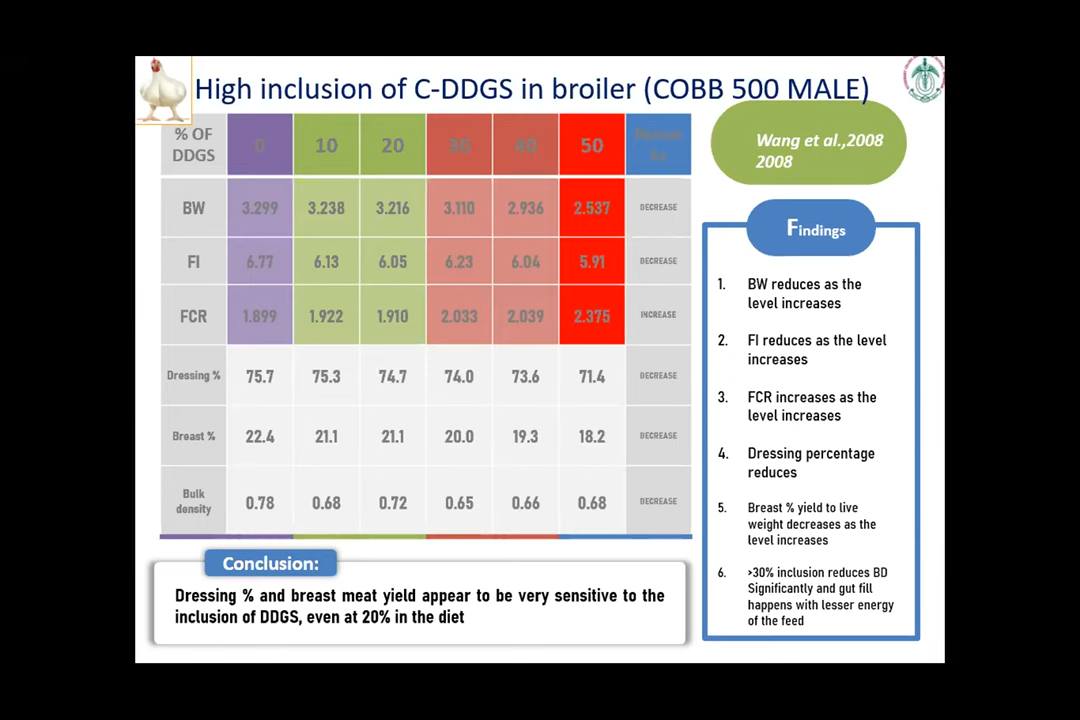 High inclusion of C-DDGS in broiler (COBB 500 MALE)
% OF DDGS 0 10 20 30 40 50
BW 3.299 3.238 3.216 3.110 2.936 2.537 DECREASE
FI 6.77 6.13 6.05 6.23 6.04 5.91 DECREASE
FCR 1.899 1.922 1.910 2.033 2.039 2.375 INCREASE
Dressing % 75.7 75.3 74.7 74.0 73.6 71.4 DECREASE
Breast % 22.4 21.1 21.1 20.0 19.3 18.2 DECREASE
Bulk density 0.78 0.68 0.72 0.65 0.66 0.68 DECREASE
Conclusion:
Dressing % and breast meat yield appear to be very sensitive to the
inclusion of DDGS, even at 20% in the diet
Wang et al.,2008
2008
Findings
1. BW reduces as the
level increases
2. FI reduces as the level
increases
3. FCR increases as the
level increases
4. Dressing percentage
reduces
5. Breast % yield to live
weight decreases as the
level increases
6. >30% inclusion reduces BD
Significantly and gut fill
happens with lesser energy
of the feed